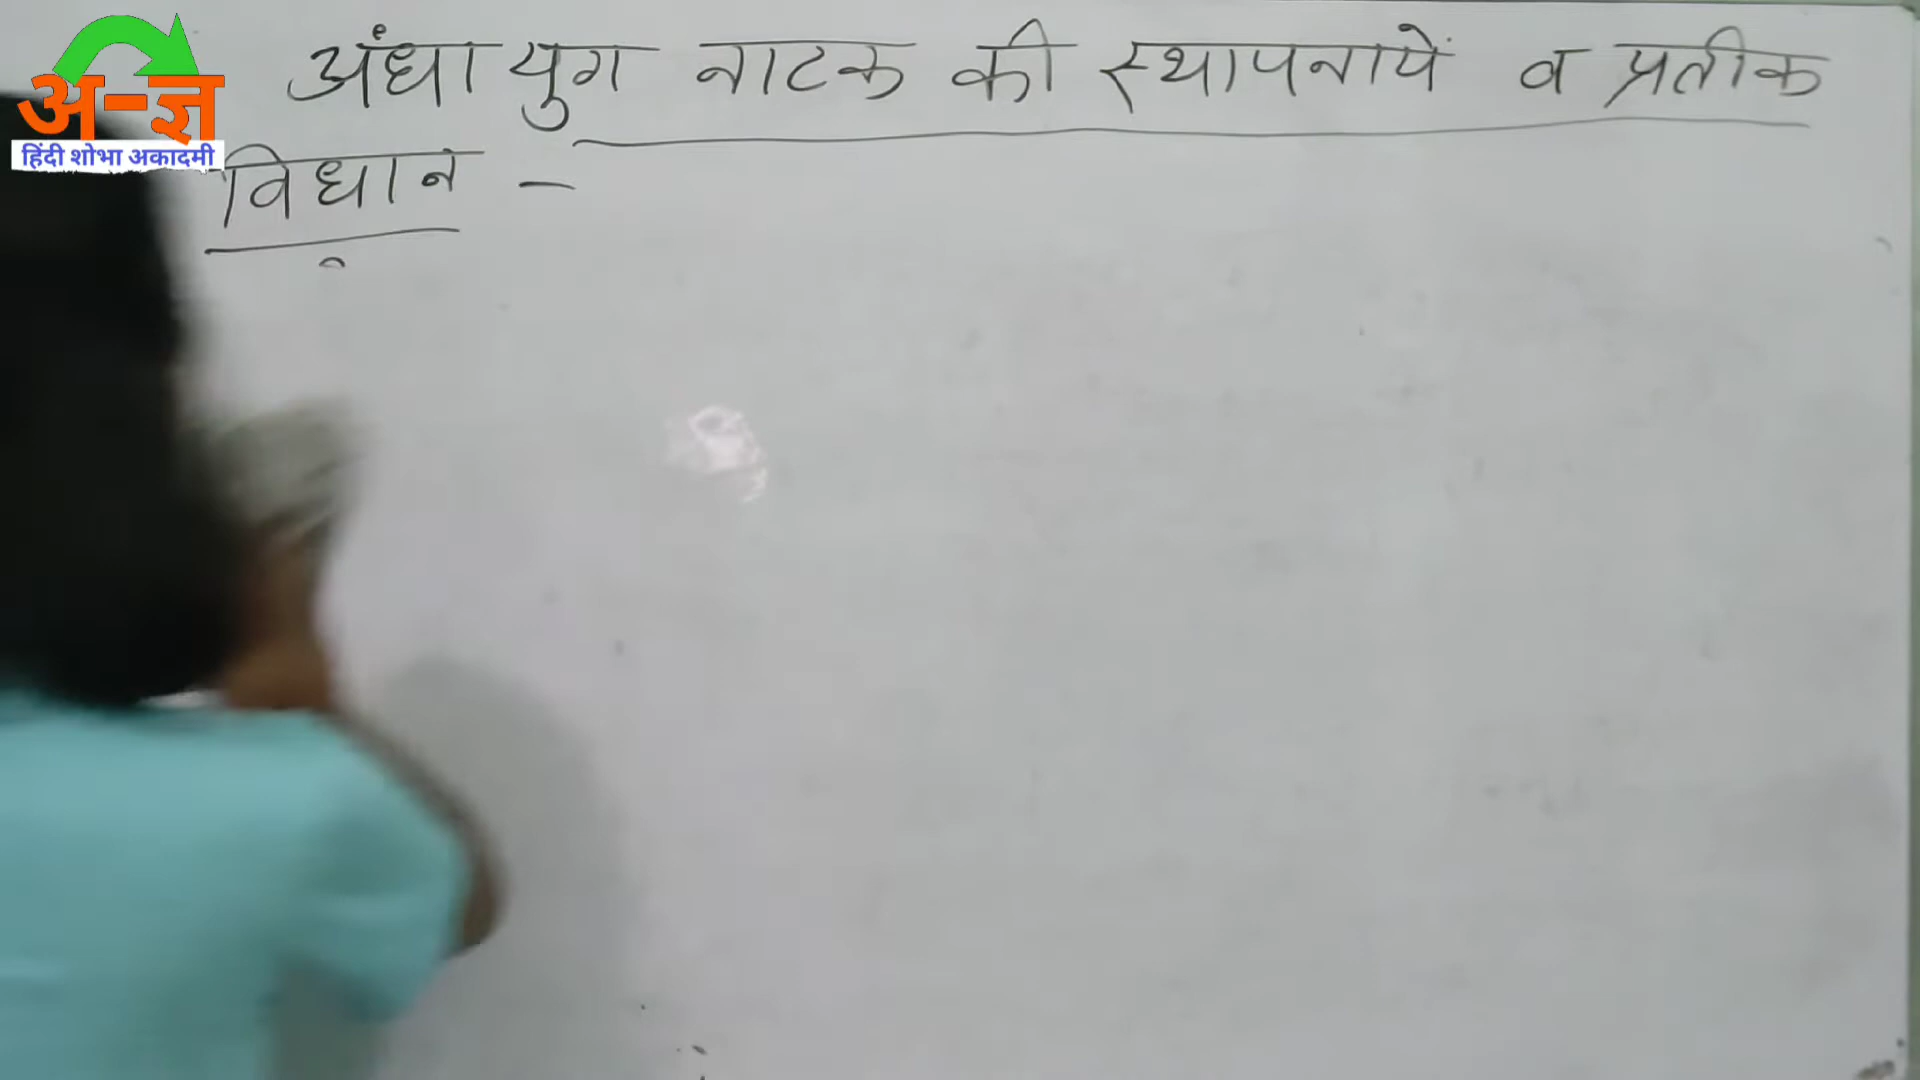 अ-ज्ञ
हिंदी शोभा अकादमी
अंधा युग नाटक की स्थापनायें व प्रतीक
विधान -